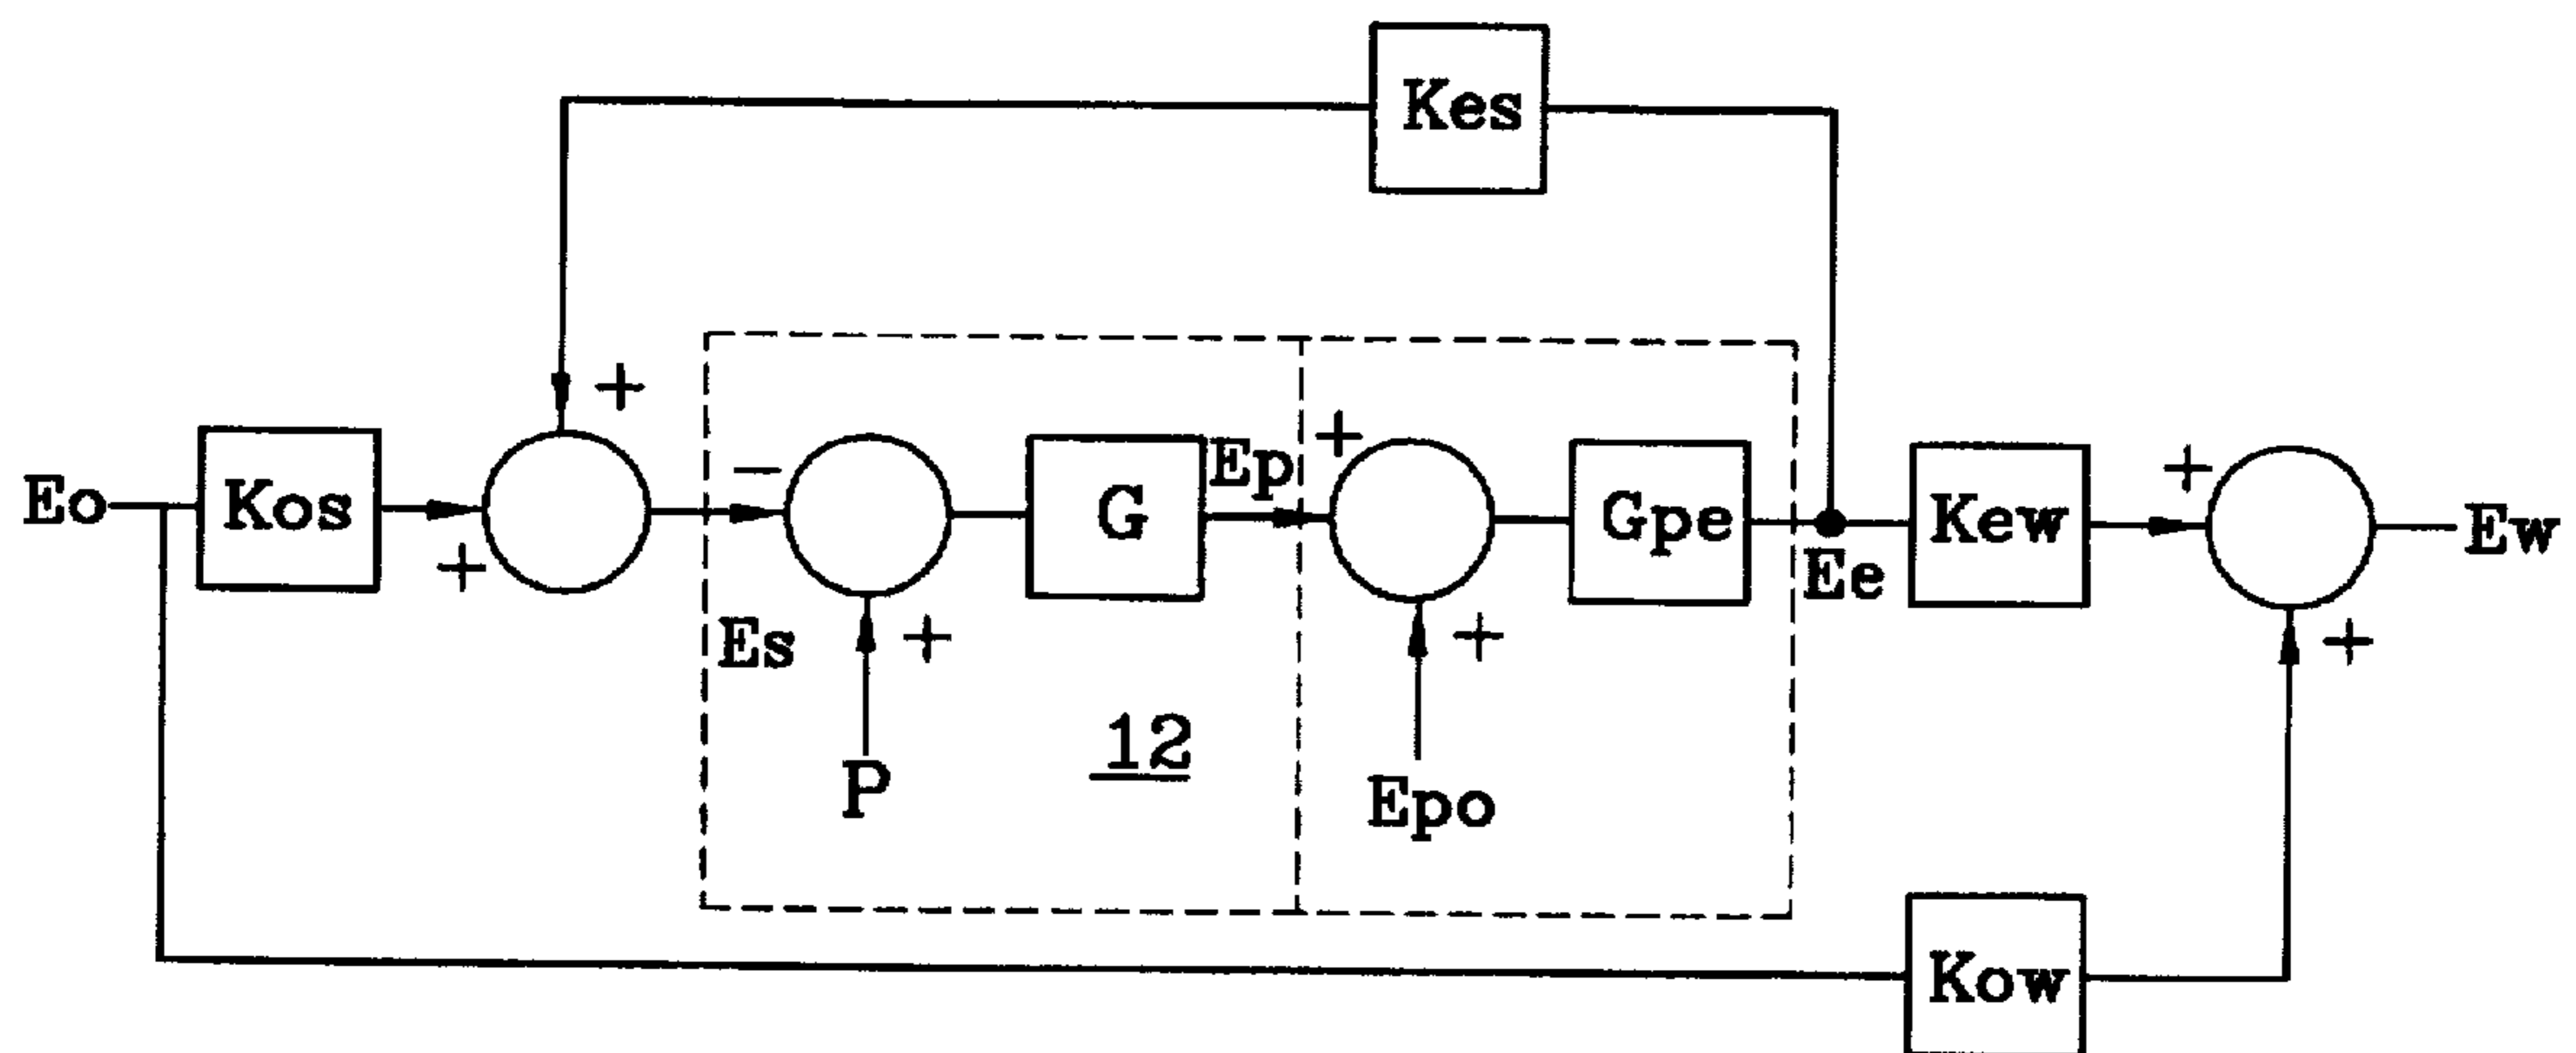 Kes
+
Eo
Kos
+
−
Es
+
P
G
Ep
12
+
+
Epo
Gpe
Ee
Kew
+
+
Ew
Kow